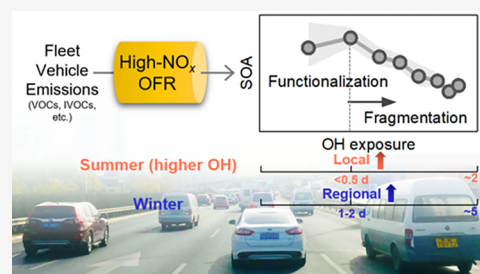 Fleet
Vehicle
Emissions
(VOCs, IVOCs,
etc.)
High-NOx
OFR
SOA
Functionalization
Fragmentation
OH exposure
Summer (higher OH)
Local
<0.5 d
~2
Winter
Regional
1-2 d
~5